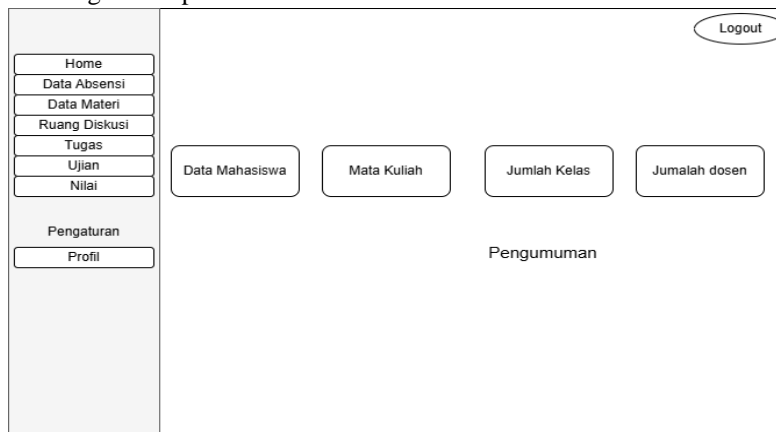 Logout
Home
Data Absensi
Data Materi
Ruang Diskusi
Tugas
Ujian
Nilai
Pengaturan
Profil
Data Mahasiswa
Mata Kuliah
Jumlah Kelas
Jumalah dosen
Pengumuman